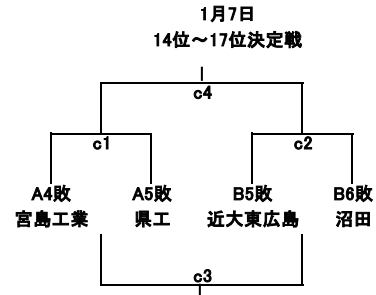 1月7日
14位～17位決定戦
c4
c1 c2
A4敗 A5敗 B5敗 B6敗
宮島工業 県工 近大東広島 沼田
c3